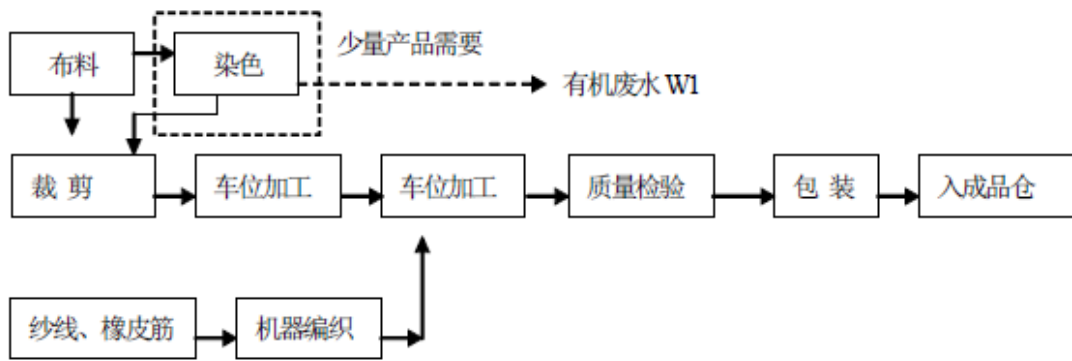 布料
染色
少量产品需要
有机废水 W1
裁 剪
车位加工
车位加工
质量检验
包 装
入成品仓
纱线、橡皮筋
机器编织